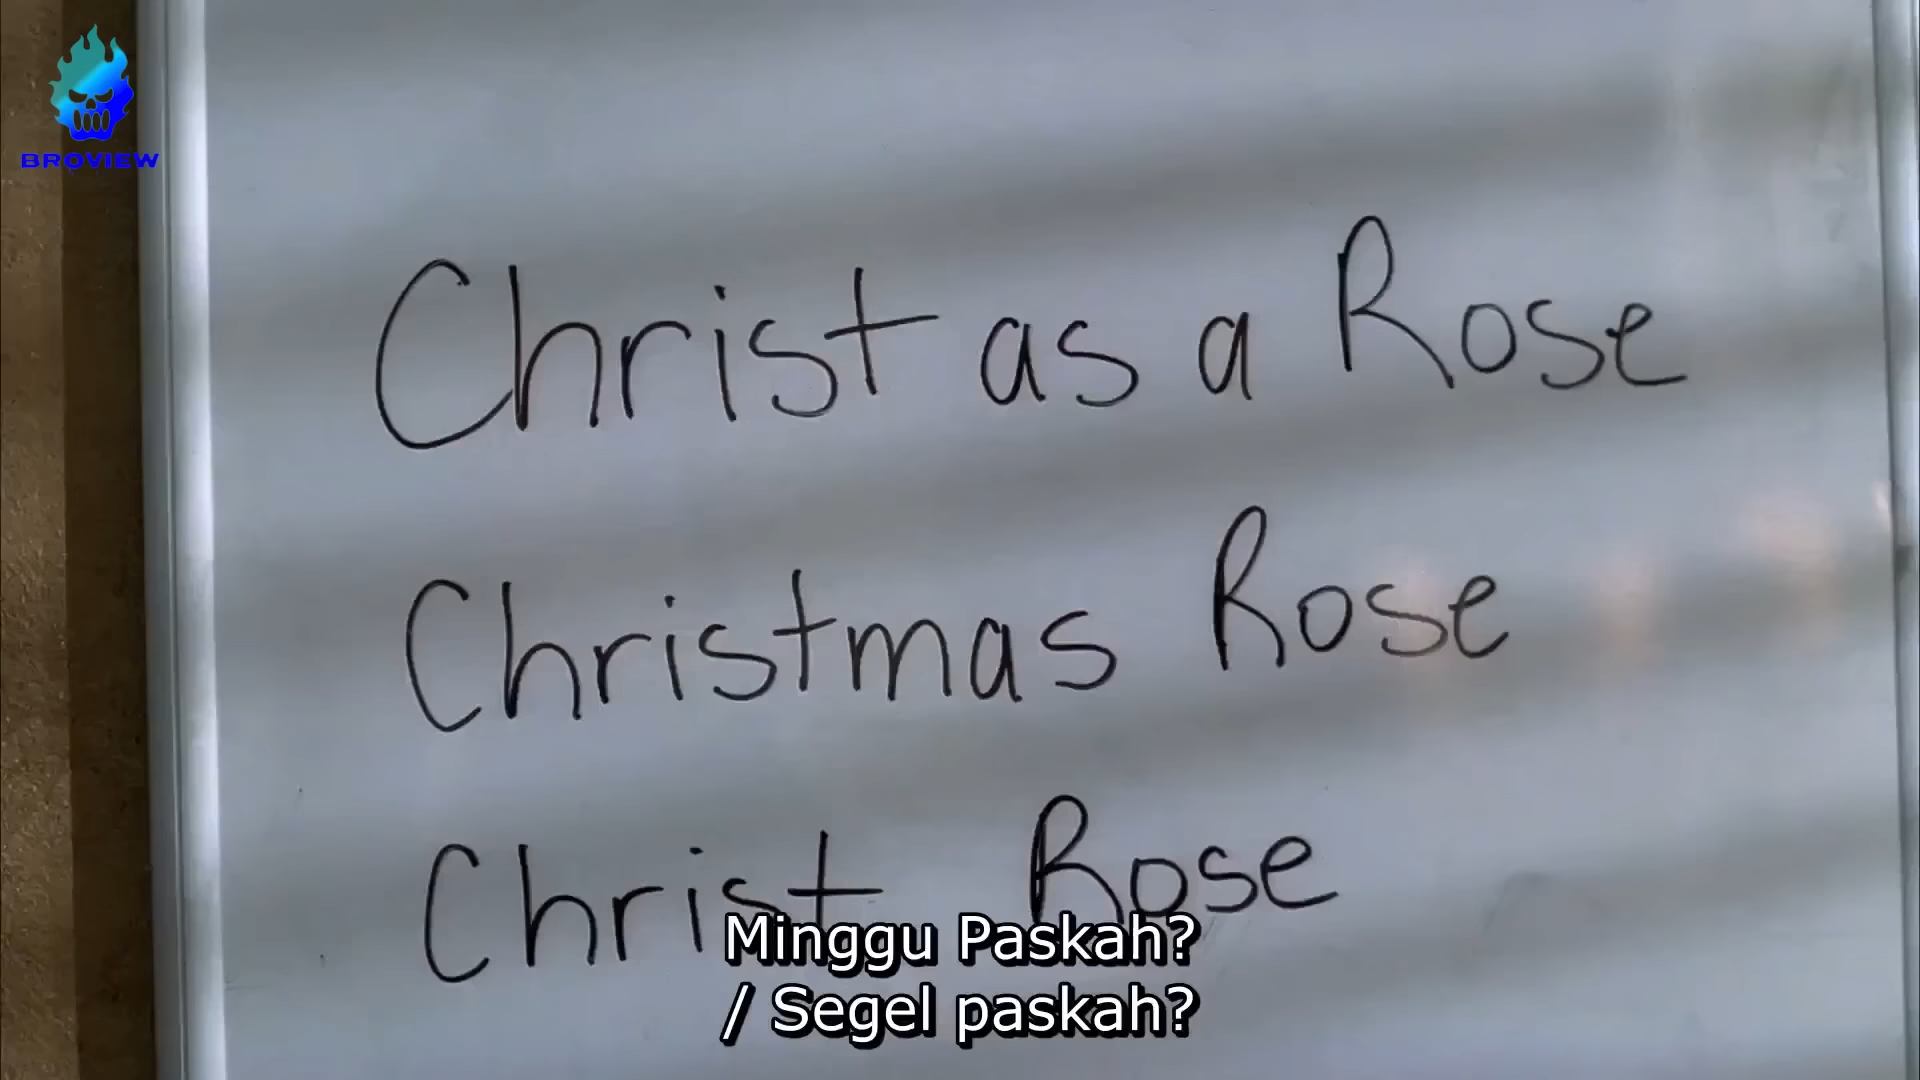 BROVIEW
Christ as a Rose
Christmas Rose
Christ Rose
Minggu Paskah?
/ Segel paskah?